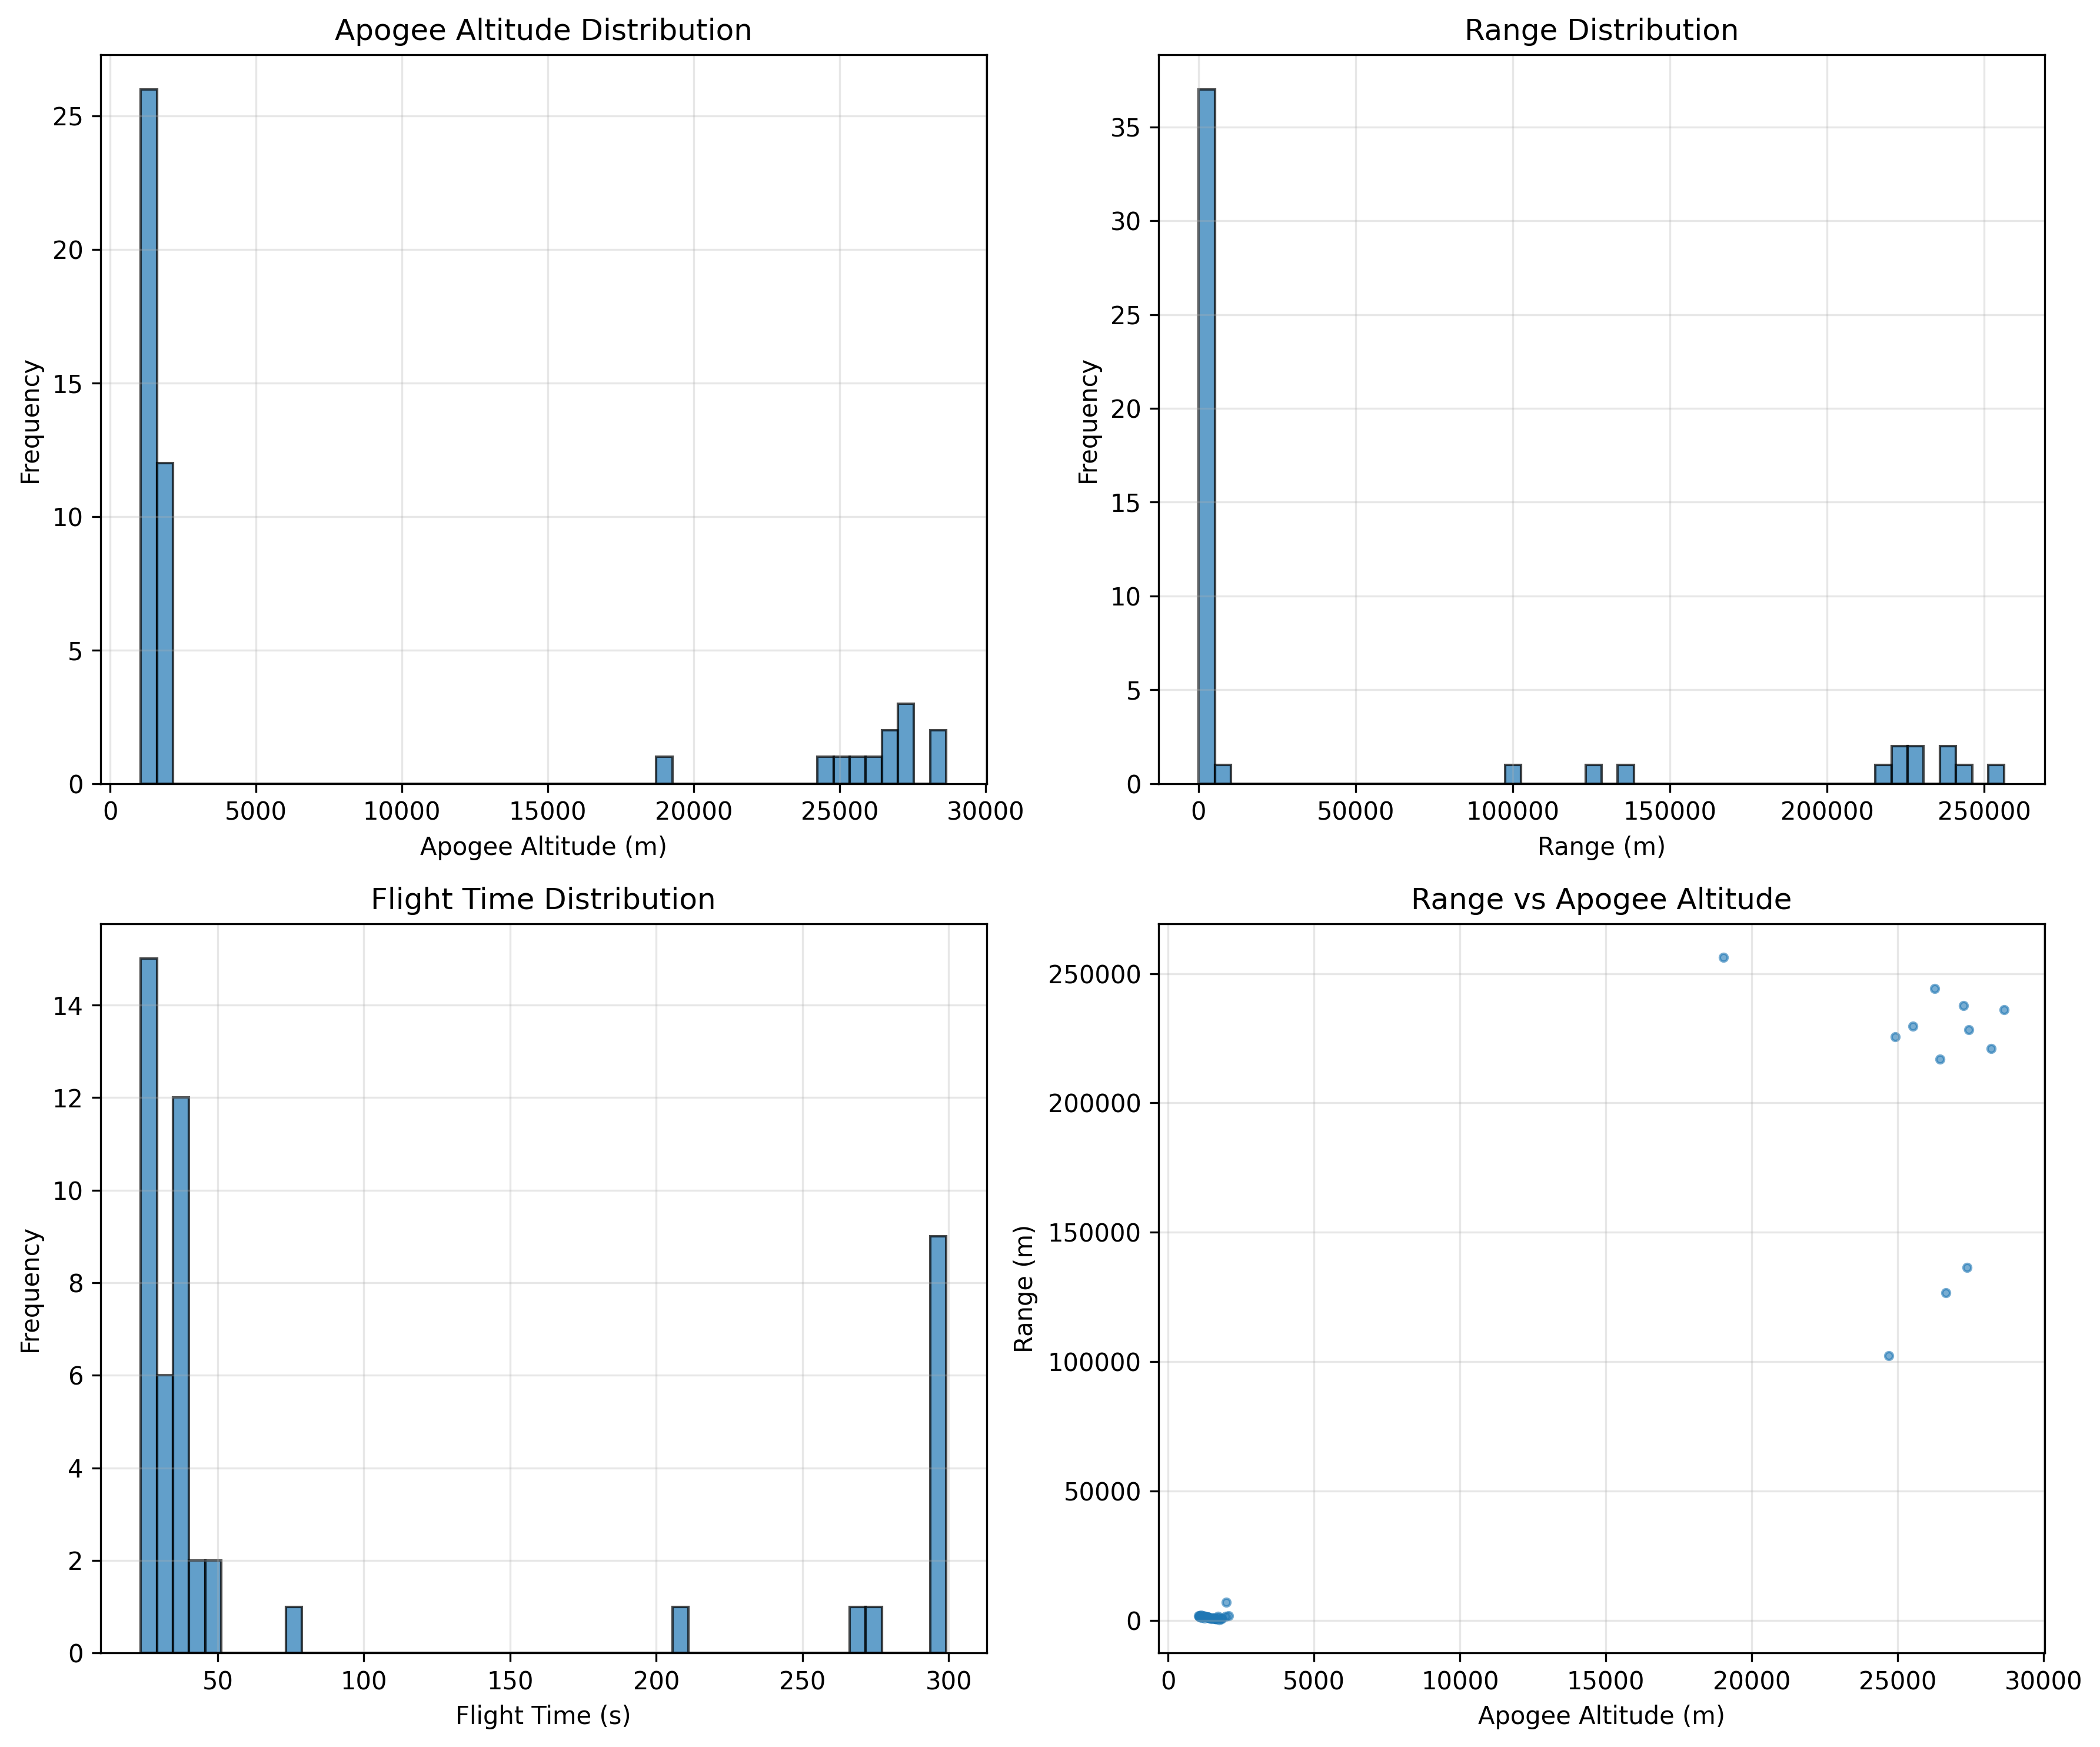 Apogee Altitude Distribution
Frequency
25
20
15
10
5
0
0 5000 10000 15000 20000 25000 30000
Apogee Altitude (m)
Range Distribution
Frequency
35
30
25
20
15
10
5
0
0 50000 100000 150000 200000 250000
Range (m)
Flight Time Distribution
Frequency
14
12
10
8
6
4
2
0
50 100 150 200 250 300
Flight Time (s)
Range vs Apogee Altitude
Range (m)
250000
200000
150000
100000
50000
0
0 5000 10000 15000 20000 25000 30000
Apogee Altitude (m)